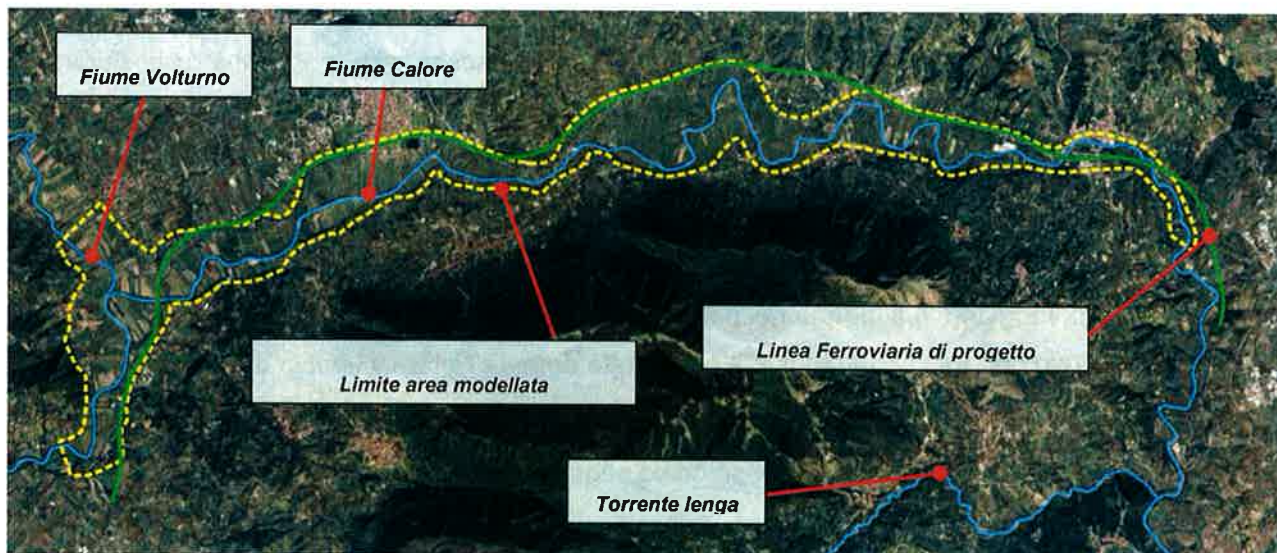 Fiume Volturno
Fiume Calore
Limite area modellata
Linea Ferroviaria di progetto
Torrente Ienga